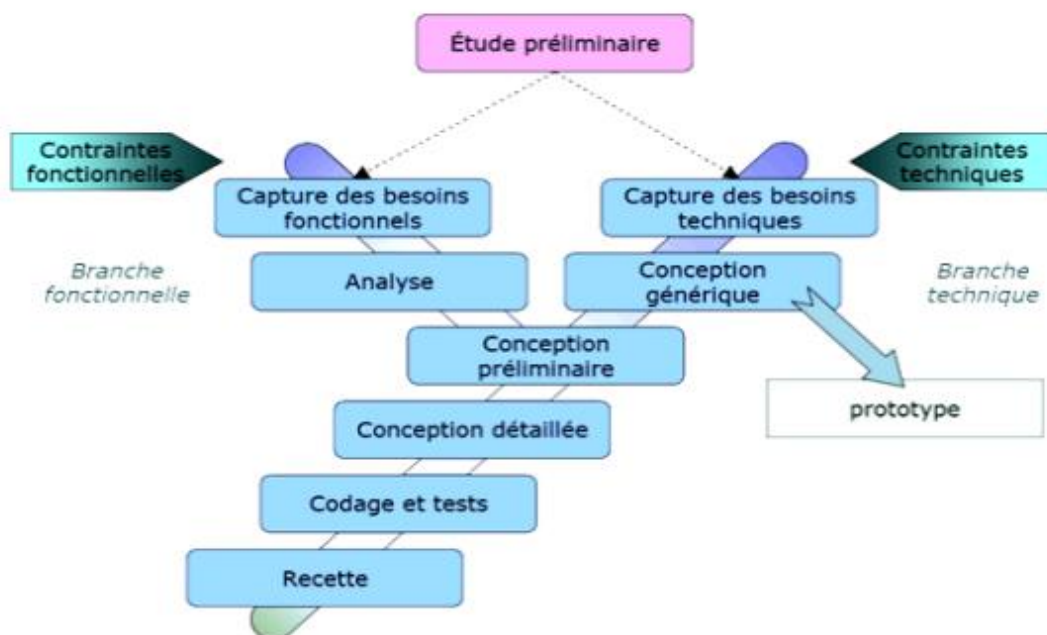 Étude préliminaire
Contraintes
fonctionnelles
Contraintes
techniques
Capture des besoins
fonctionnels
Capture des besoins
techniques
Branche
fonctionnelle
Analyse
Conception
générique
Branche
technique
Conception
préliminaire
prototype
Conception détaillée
Codage et tests
Recette